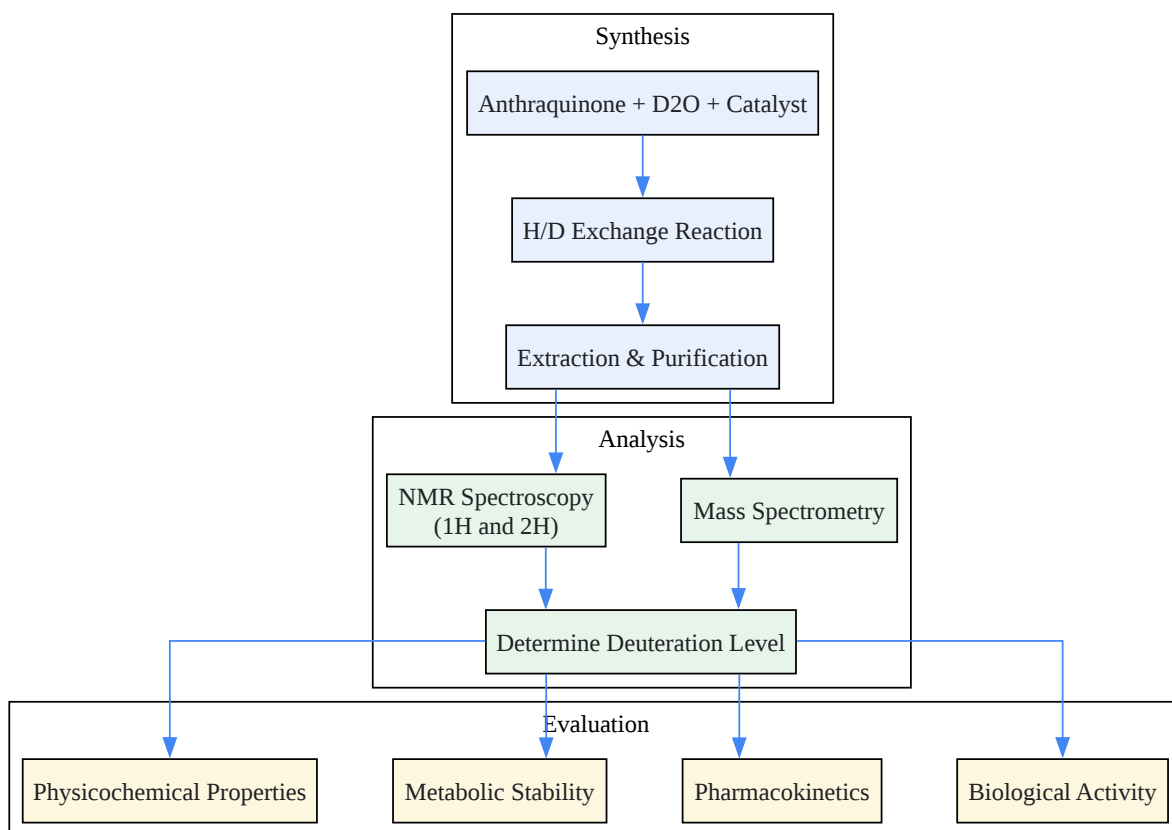 Synthesis
Anthraquinone + D2O + Catalyst
H/D Exchange Reaction
Extraction & Purification
Analysis
NMR Spectroscopy
(1H and 2H)
Mass Spectrometry
Determine Deuteration Level
Evaluation
Physicochemical Properties
Metabolic Stability
Pharmacokinetics
Biological Activity